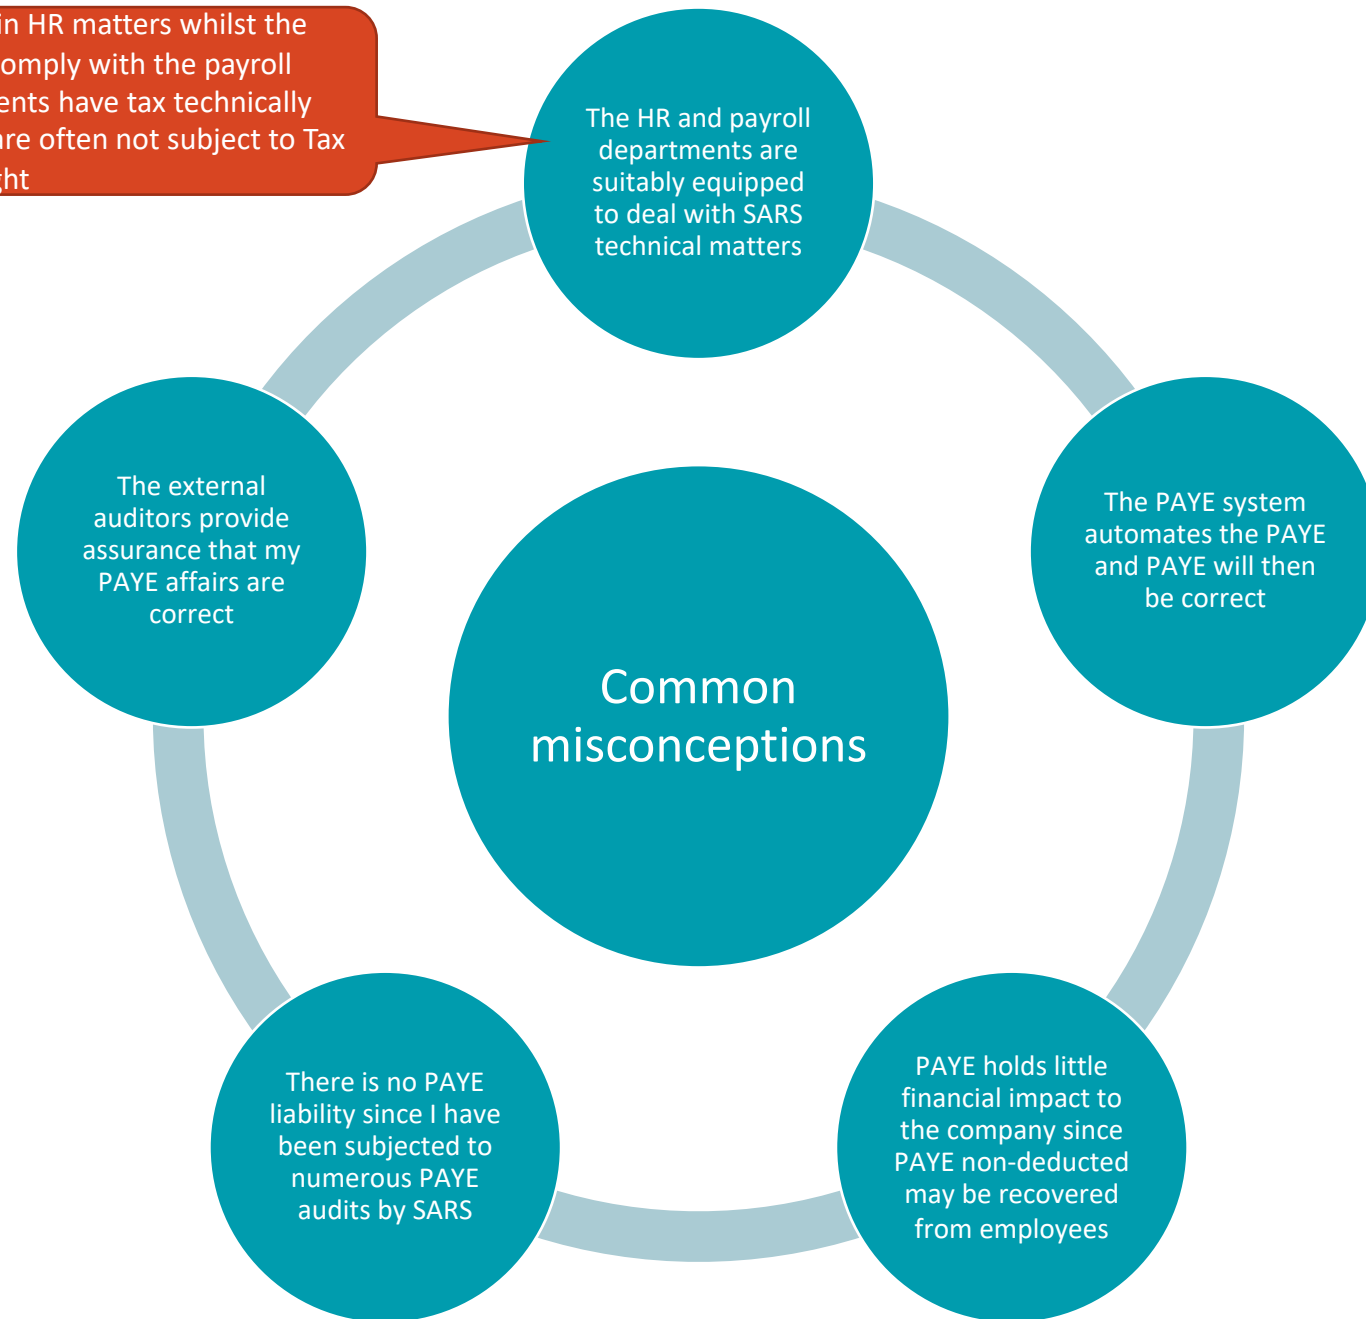 in HR matters whilst the
omply with the payroll
ents have tax technically
are often not subject to Tax
ght
The HR and payroll
departments are
suitably equipped
to deal with SARS
technical matters
The external
auditors provide
assurance that my
PAYE affairs are
correct
The PAYE system
automates the PAYE
and PAYE will then
be correct
Common
misconceptions
There is no PAYE
liability since I have
been subjected to
numerous PAYE
audits by SARS
PAYE holds little
financial impact to
the company since
PAYE non-deducted
may be recovered
from employees